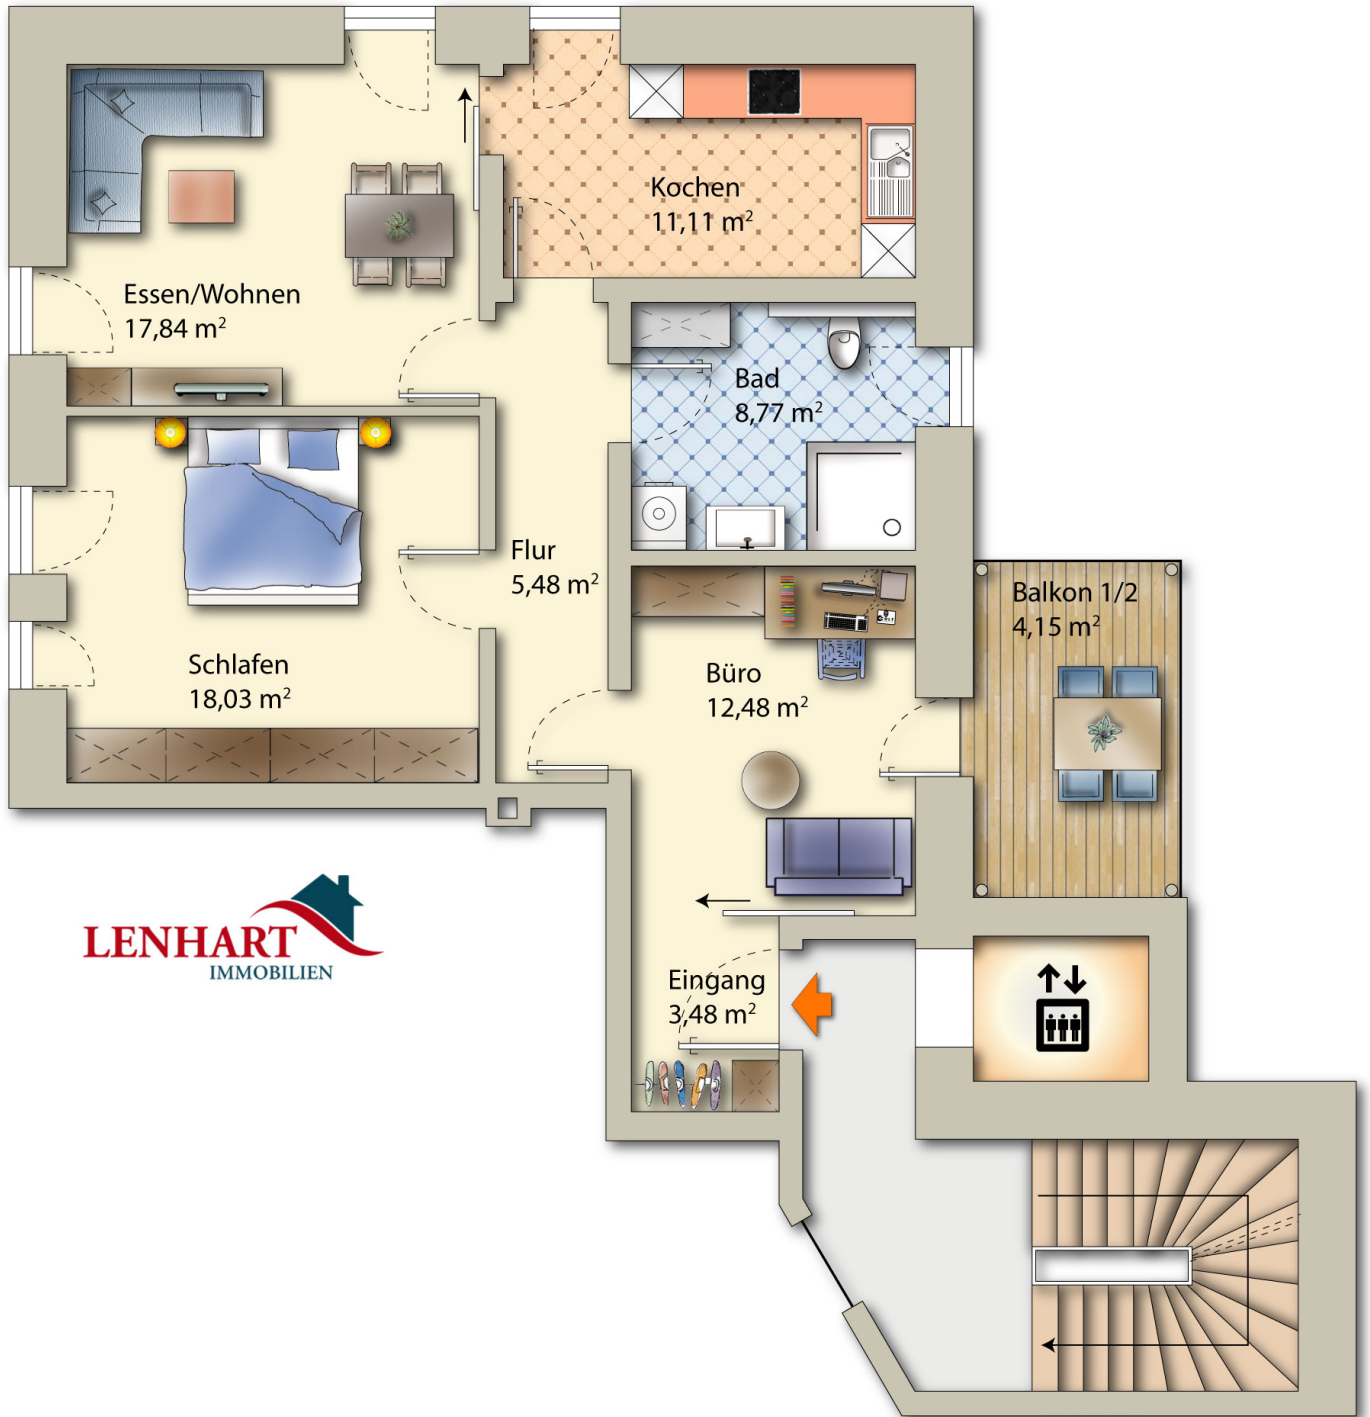 Kochen
11,11 m²
Essen/Wohnen
17,84 m²
Bad
8,77 m²
Flur
5,48 m²
Balkon 1/2
4,15 m²
Schlafen
18,03 m²
Büro
12,48 m²
LENHART
IMMOBILIEN
Eingang
3,48 m²